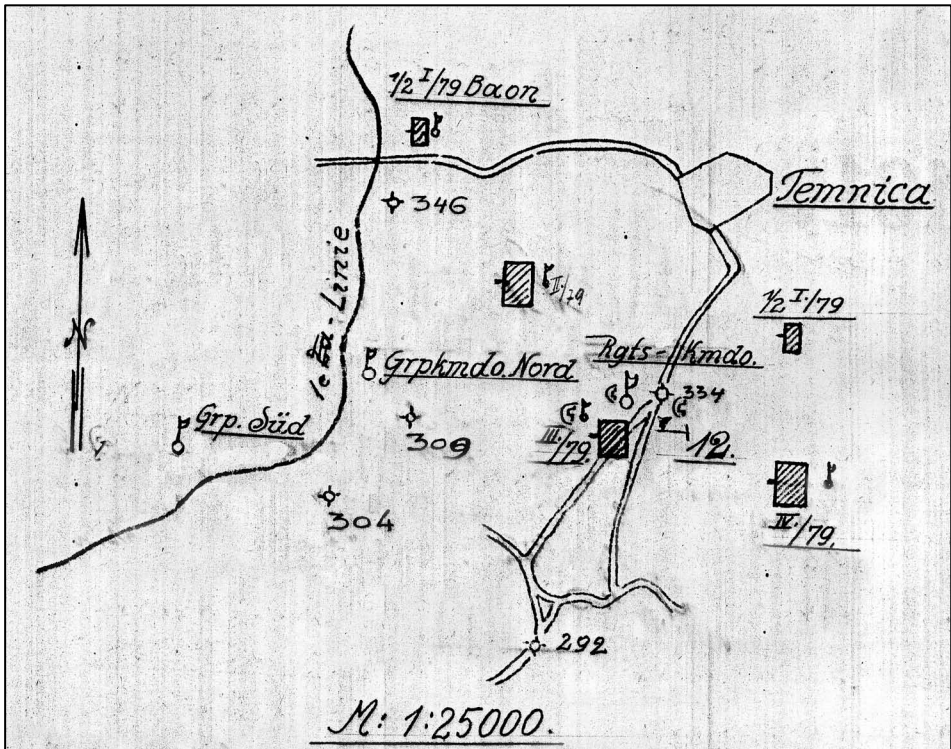 1/2 I/79 Baon
Temnica
346
Linie
II./79
1/2 I./79
N
Grpkmdo. Nord
Rgts-Kmdo.
334
Grp. Süd
309
III./79.
12.
304
IV./79.
292
M: 1:25000.